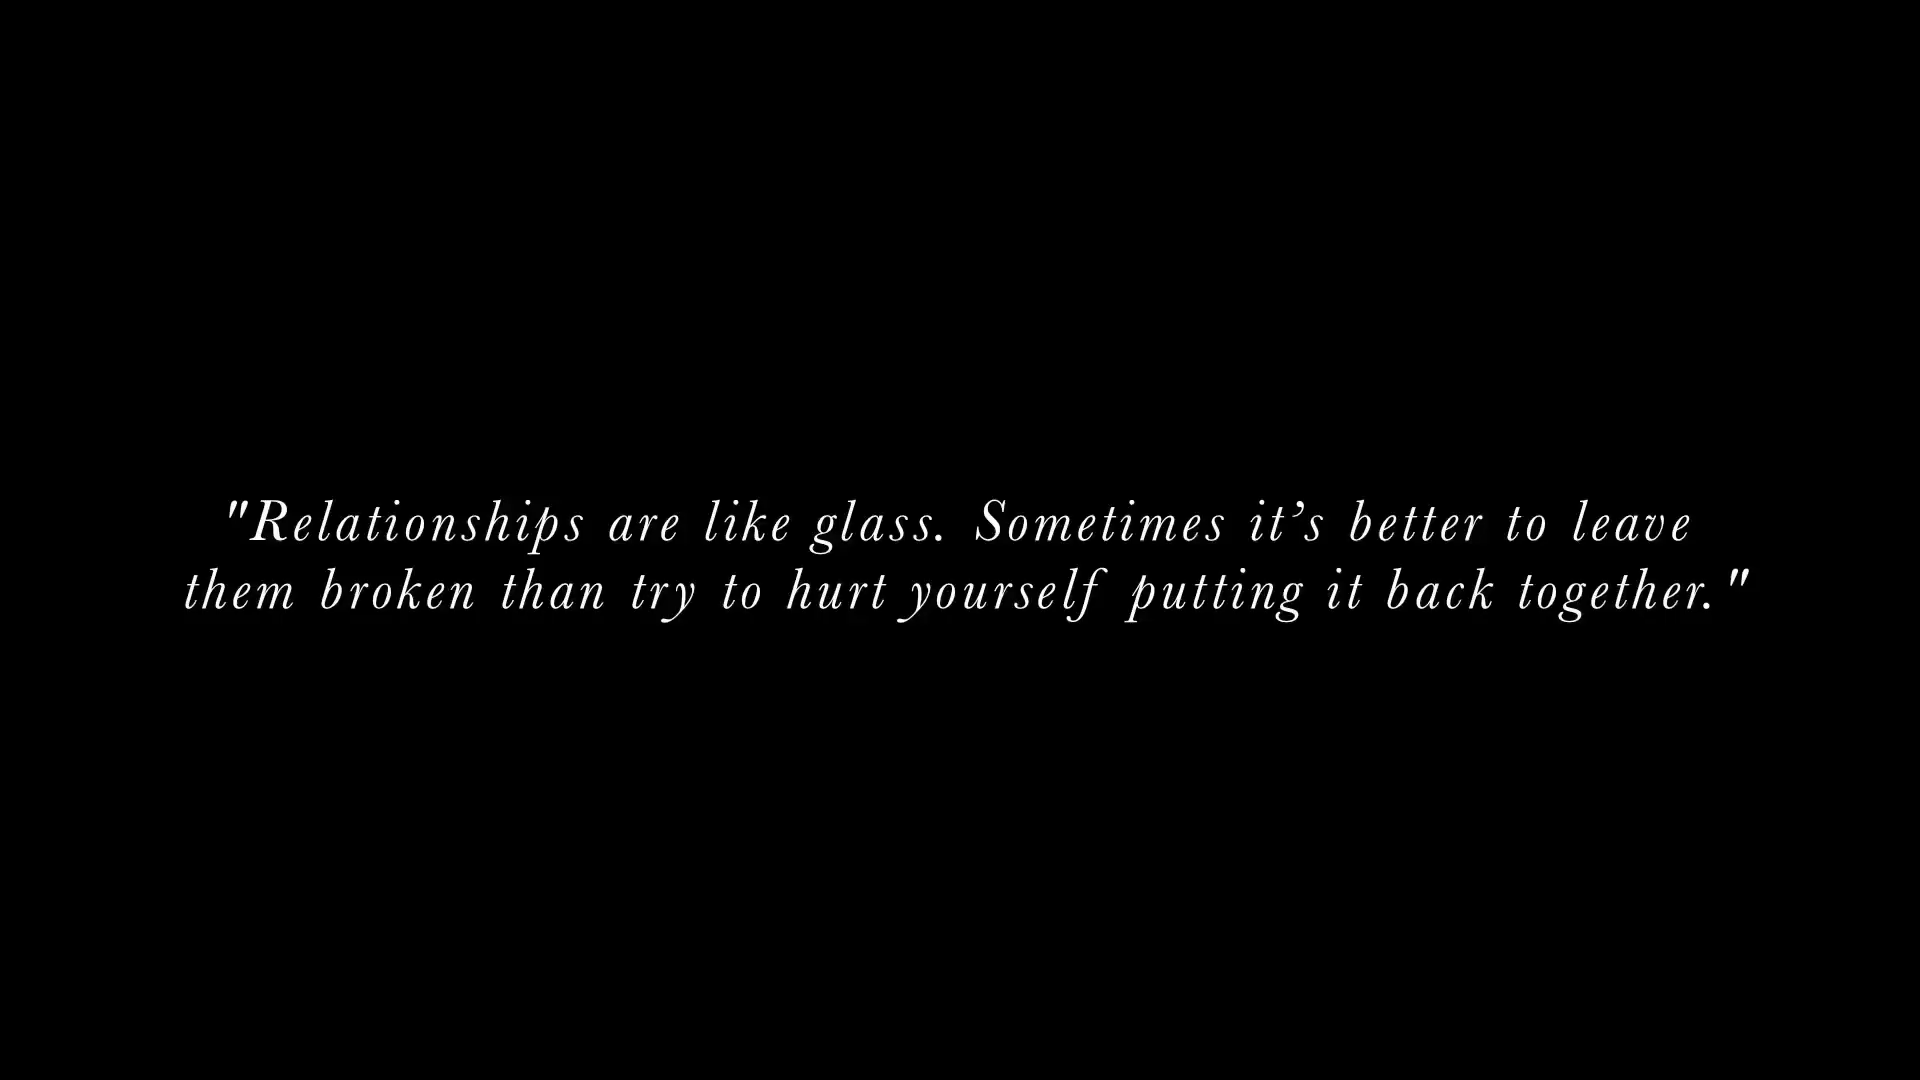 "Relationships are like glass. Sometimes it’s better to leave
them broken than try to hurt yourself putting it back together."